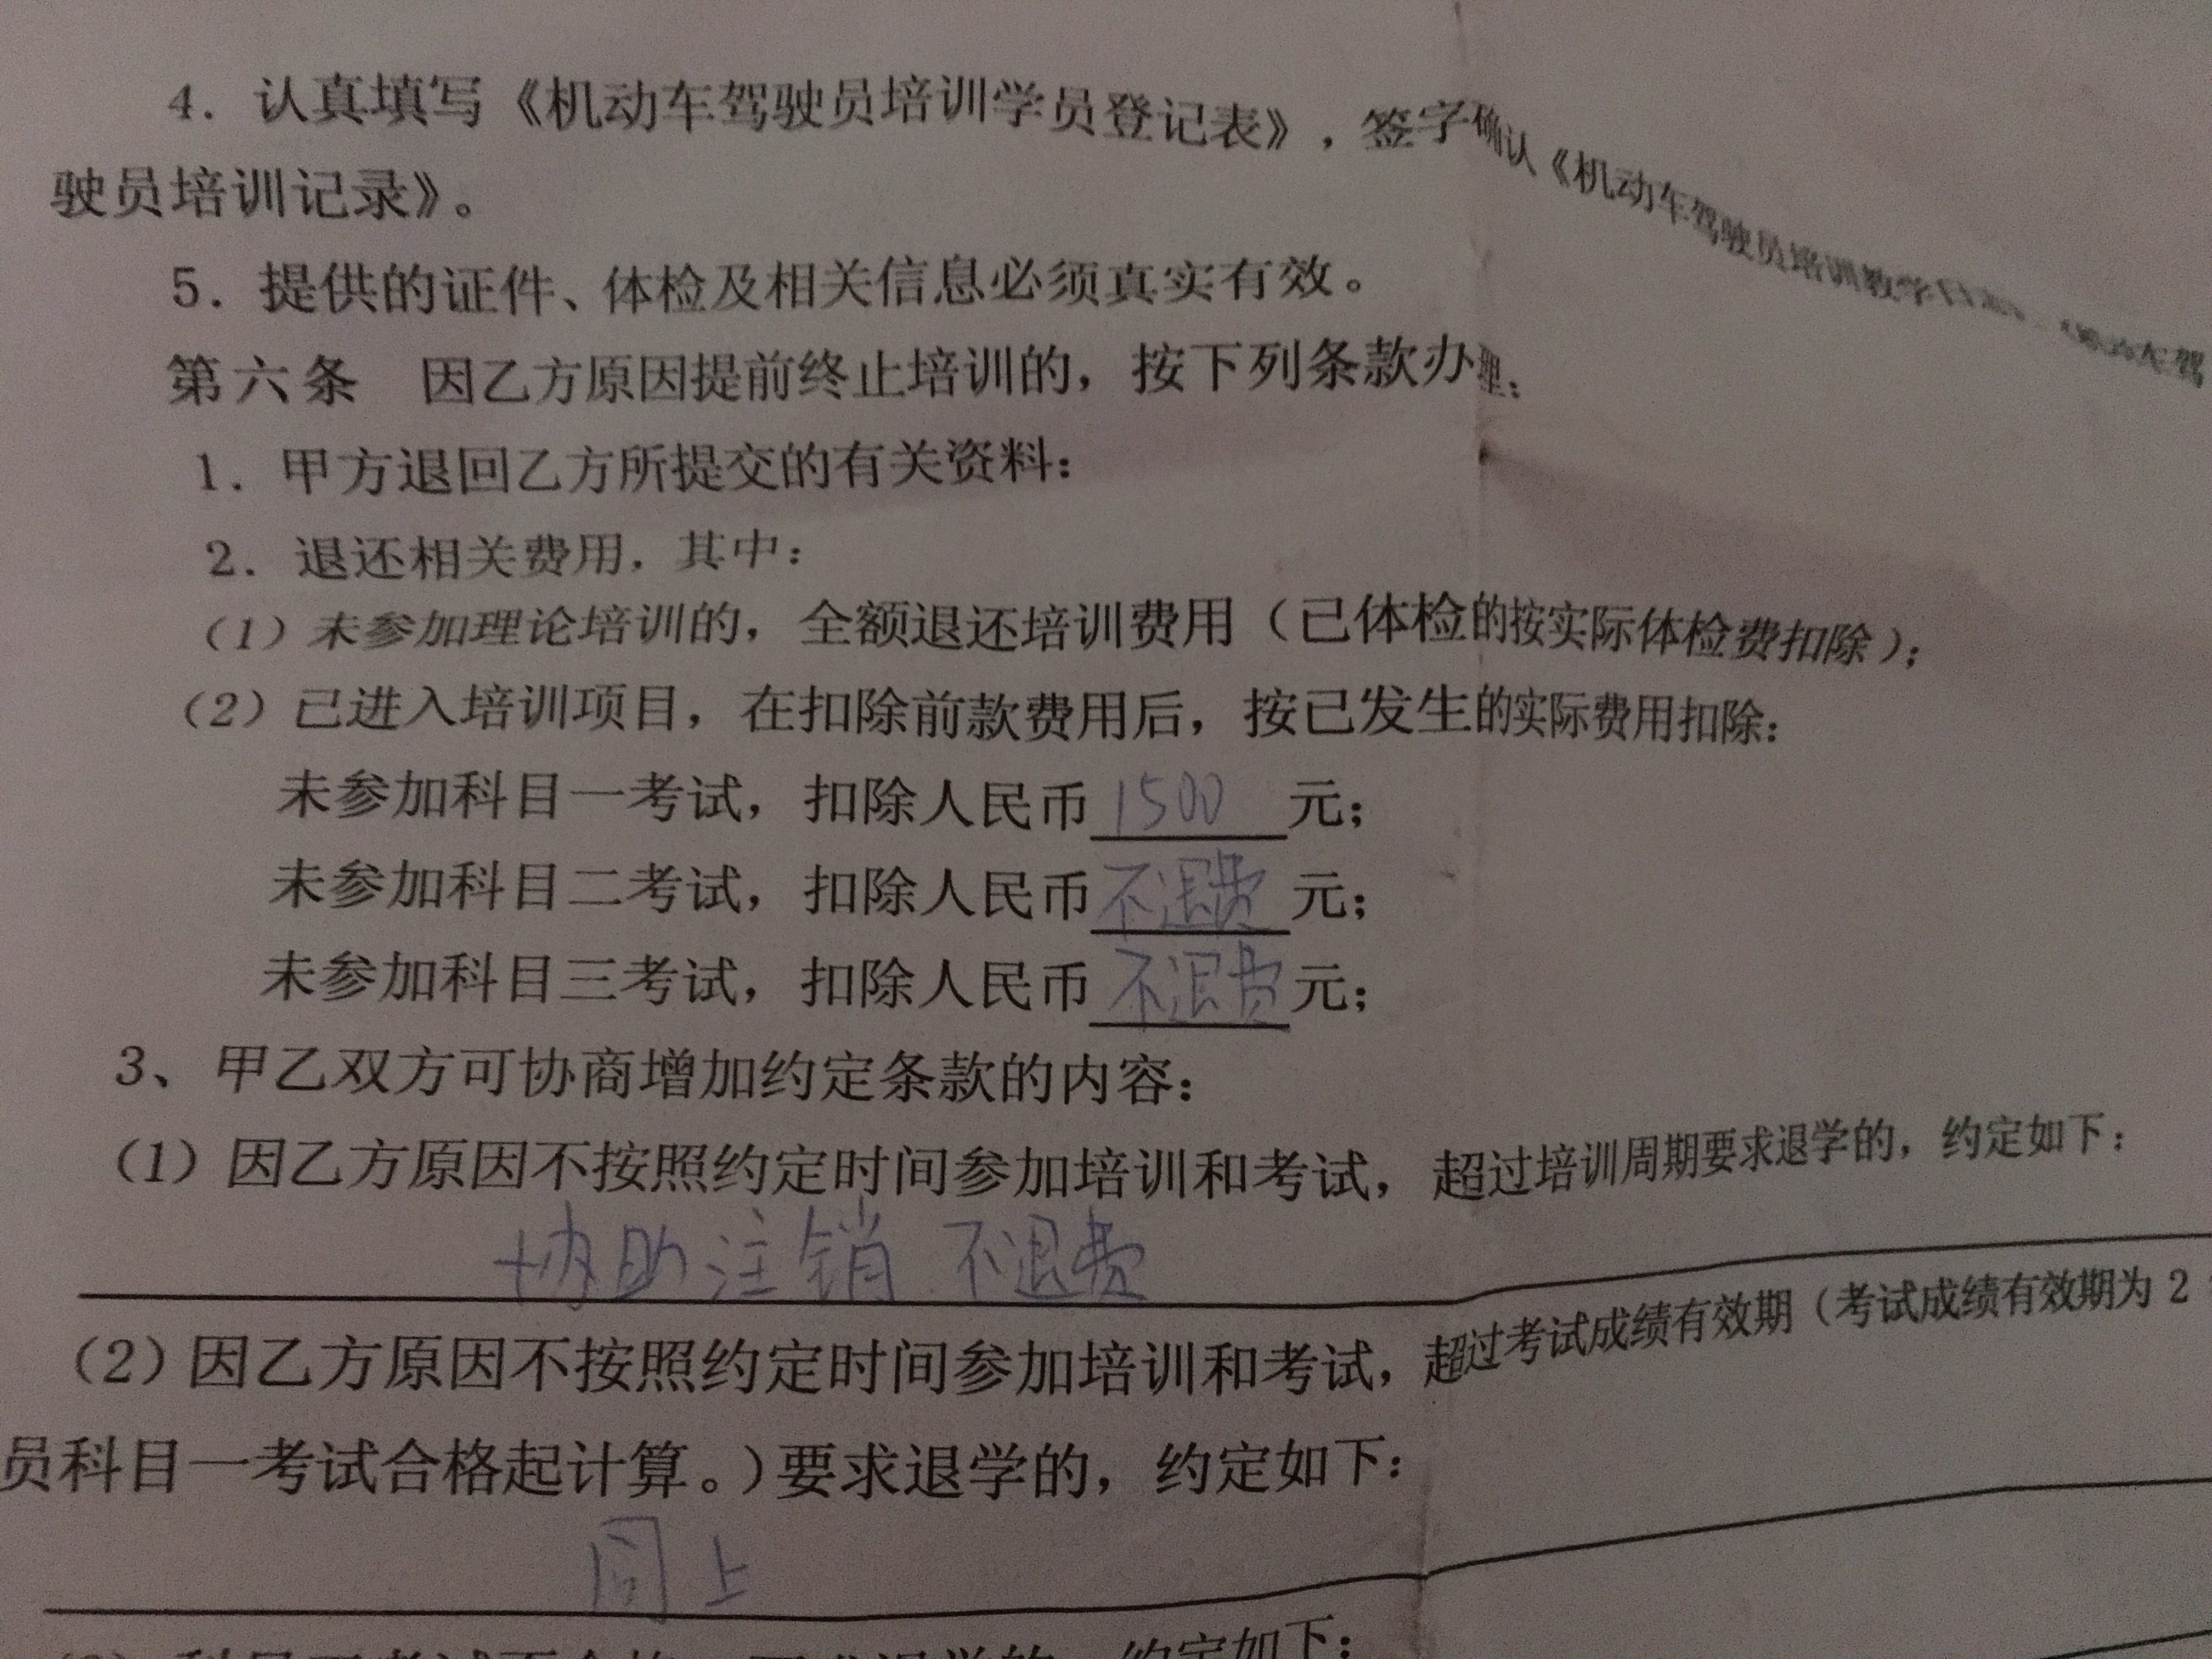 4. 认真填写《机动车驾驶员培训学员登记表》，签字确认《机动车驾驶员培训
驶员培训记录》。
5. 提供的证件、体检及相关信息必须真实有效。
第六条 因乙方原因提前终止培训的，按下列条款办理：
1. 甲方退回乙方所提交的有关资料；
2. 退还相关费用，其中：
（1）未参加理论培训的，全额退还培训费用（已体检的按实际体检费扣除）；
（2）已进入培训项目，在扣除前款费用后，按已发生的实际费用扣除：
未参加科目一考试，扣除人民币 1500 元；
未参加科目二考试，扣除人民币 不退费 元；
未参加科目三考试，扣除人民币 不退费 元；
3、甲乙双方可协商增加约定条款的内容：
（1）因乙方原因不按照约定时间参加培训和考试，超过培训周期要求退学的，约定如下：
协助注销 不退费
（2）因乙方原因不按照约定时间参加培训和考试，超过考试成绩有效期（考试成绩有效期为 2
员科目一考试合格起计算。）要求退学的，约定如下：
同上
约定如下：